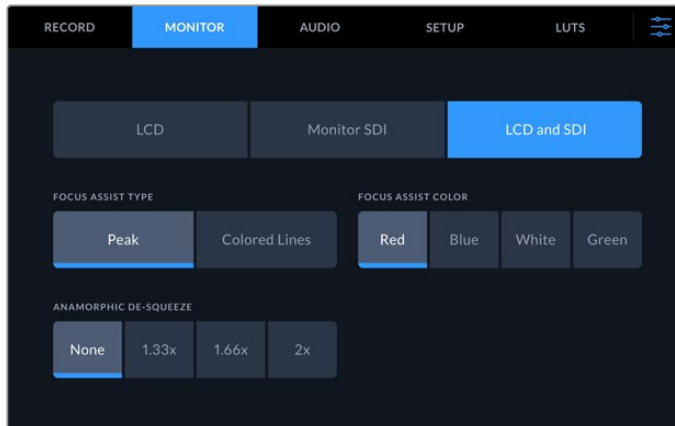 RECORD MONITOR AUDIO SETUP LUTS
LCD Monitor SDI LCD and SDI
FOCUS ASSIST TYPE FOCUS ASSIST COLOR
Peak Colored Lines Red Blue White Green
ANAMORPHIC DE-SQUEEZE
None 1.33x 1.66x 2x